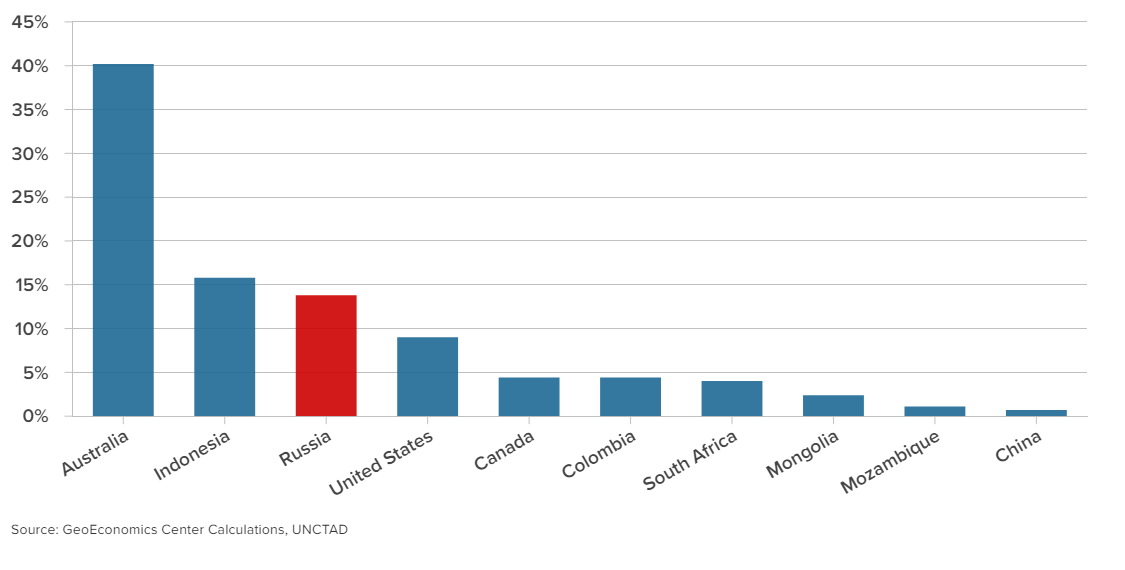 45%
40%
35%
30%
25%
20%
15%
10%
5%
0%
Australia
Indonesia
Russia
United States
Canada
Colombia
South Africa
Mongolia
Mozambique
China
Source: GeoEconomics Center Calculations, UNCTAD